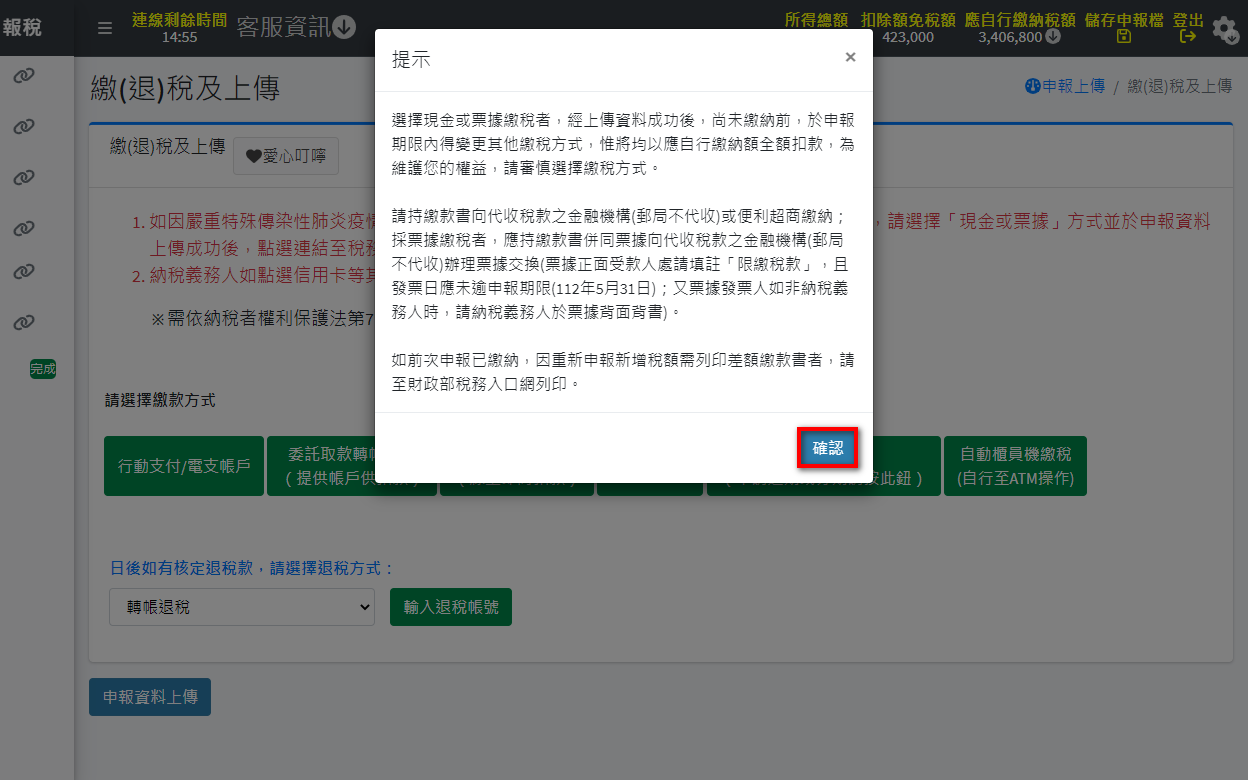 報稅
連線剩餘時間
14:55
客服資訊
所得總額
扣除額免稅額
423,000
應自行繳納稅額
3,406,800
儲存申報檔
登出
繳(退)稅及上傳
申報上傳 / 繳(退)稅及上傳
繳(退)稅及上傳
愛心叮嚀
1. 如因嚴重特殊傳染性肺炎疫情
，請選擇「現金或票據」方式並於申報資料
上傳成功後，點選連結至稅務
2. 納稅義務人如點選信用卡等其
※需依納稅者權利保護法第7
完成
提示
×
選擇現金或票據繳稅者，經上傳資料成功後，尚未繳納前，於申報
期限內得變更其他繳稅方式，惟將均以應自行繳納額全額扣款，為
維護您的權益，請審慎選擇繳稅方式。
請持繳款書向代收稅款之金融機構(郵局不代收)或便利超商繳納；
採票據繳稅者，應持繳款書併同票據向代收稅款之金融機構(郵局
不代收)辦理票據交換(票據正面受款人處請填註「限繳稅款」，且
發票日應未逾申報期限(112年5月31日)；又票據發票人如非納稅義
務人時，請納稅義務人於票據背面背書)。
如前次申報已繳納，因重新申報新增稅額需列印差額繳款書者，請
至財政部稅務入口網列印。
確認
請選擇繳款方式
行動支付/電支帳戶
委託取款轉帳
(提供帳戶供
按此鈕)
自動櫃員機繳稅
(自行至ATM操作)
日後如有核定退稅款，請選擇退稅方式：
轉帳退稅
輸入退稅帳號
申報資料上傳